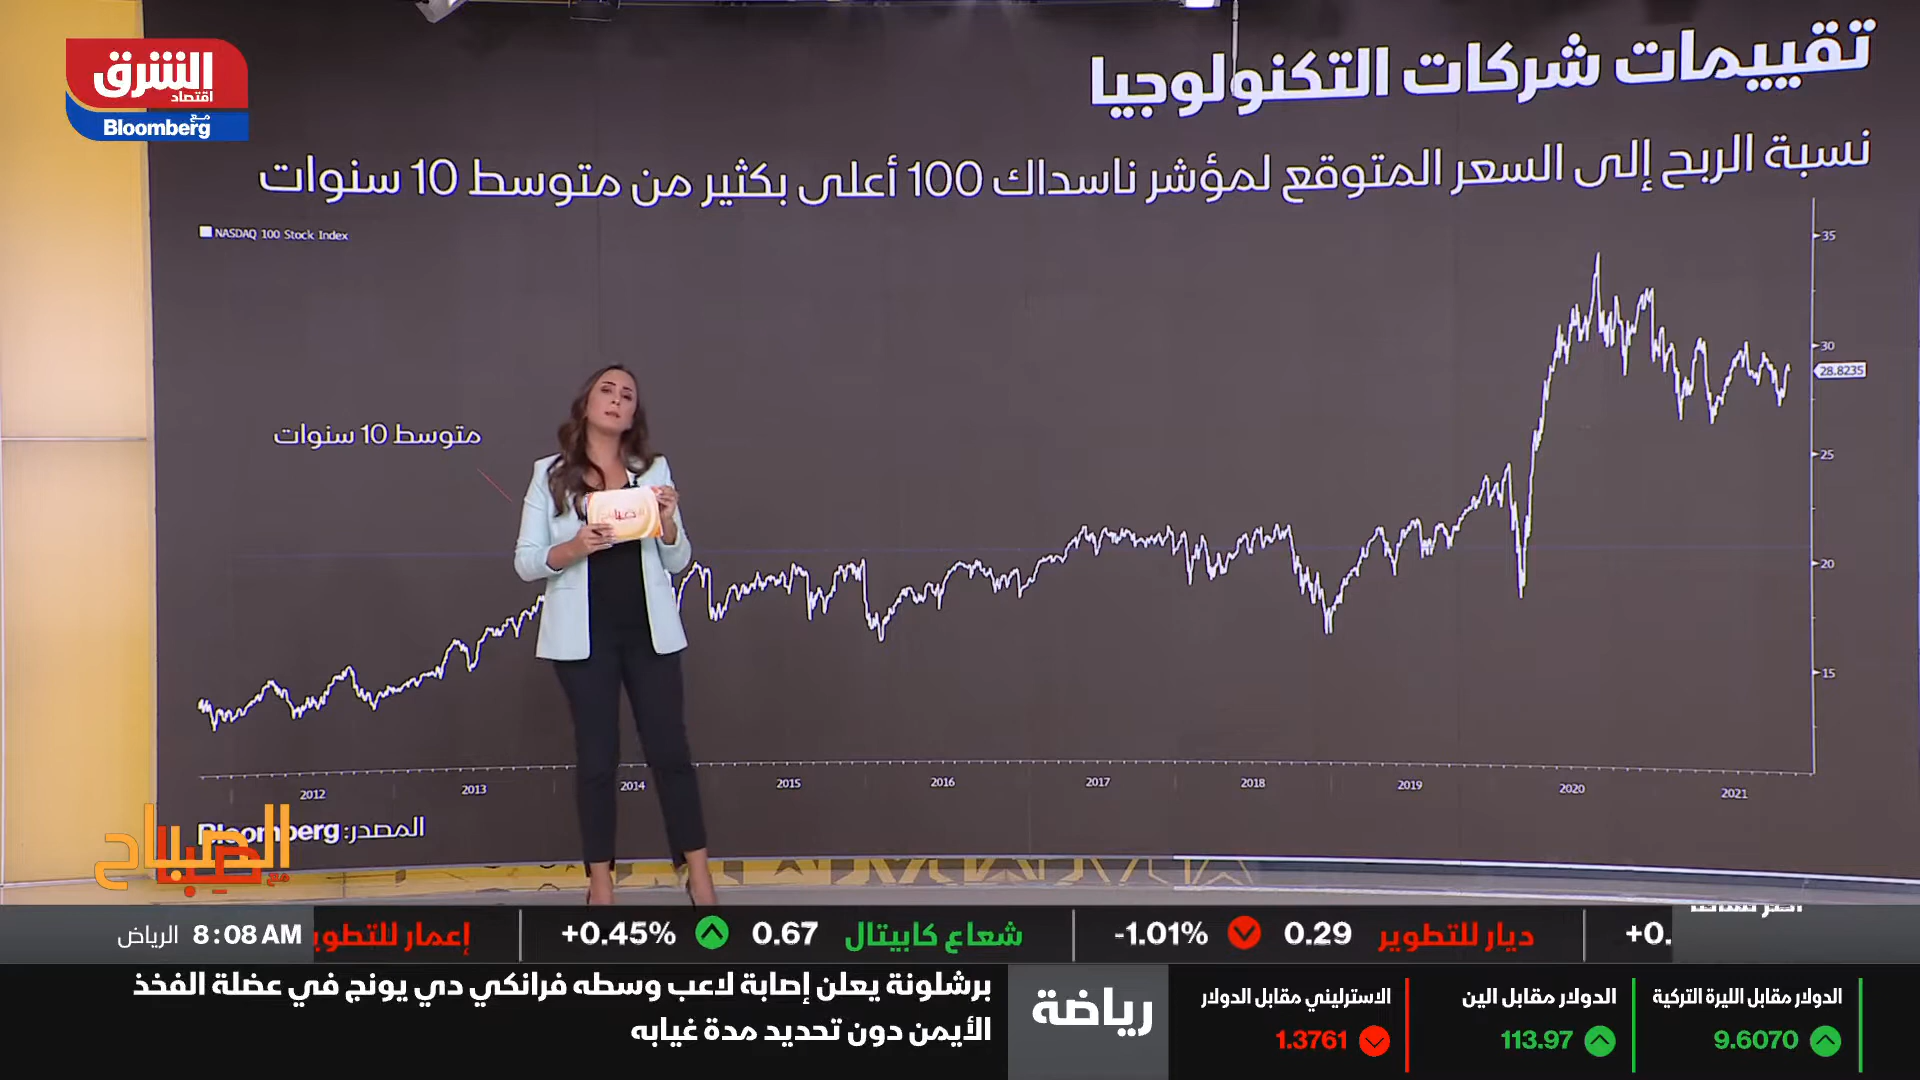 الشرق
اقتصاد
مع
Bloomberg
تقييمات شركات التكنولوجيا
نسبة الربح إلى السعر المتوقع لمؤشر ناسداك 100 أعلى بكثير من متوسط 10 سنوات
NASDAQ 100 Stock Index
35
30
28.8235
25
20
15
متوسط 10 سنوات
2012 2013 2014 2015 2016 2017 2018 2019 2020 2021
المصدر: Bloomberg
الصباح
مع
صبا
+0.
ديار للتطوير 0.29 -1.01%
شعاع كابيتال 0.67 +0.45%
إعمار للتطوير
8:08 AM الرياض
الدولار مقابل الليرة التركية
9.6070
الدولار مقابل الين
113.97
الاسترليني مقابل الدولار
1.3761
رياضة
برشلونة يعلن إصابة لاعب وسطه فرانكي دي يونج في عضلة الفخذ
الأيمن دون تحديد مدة غيابه